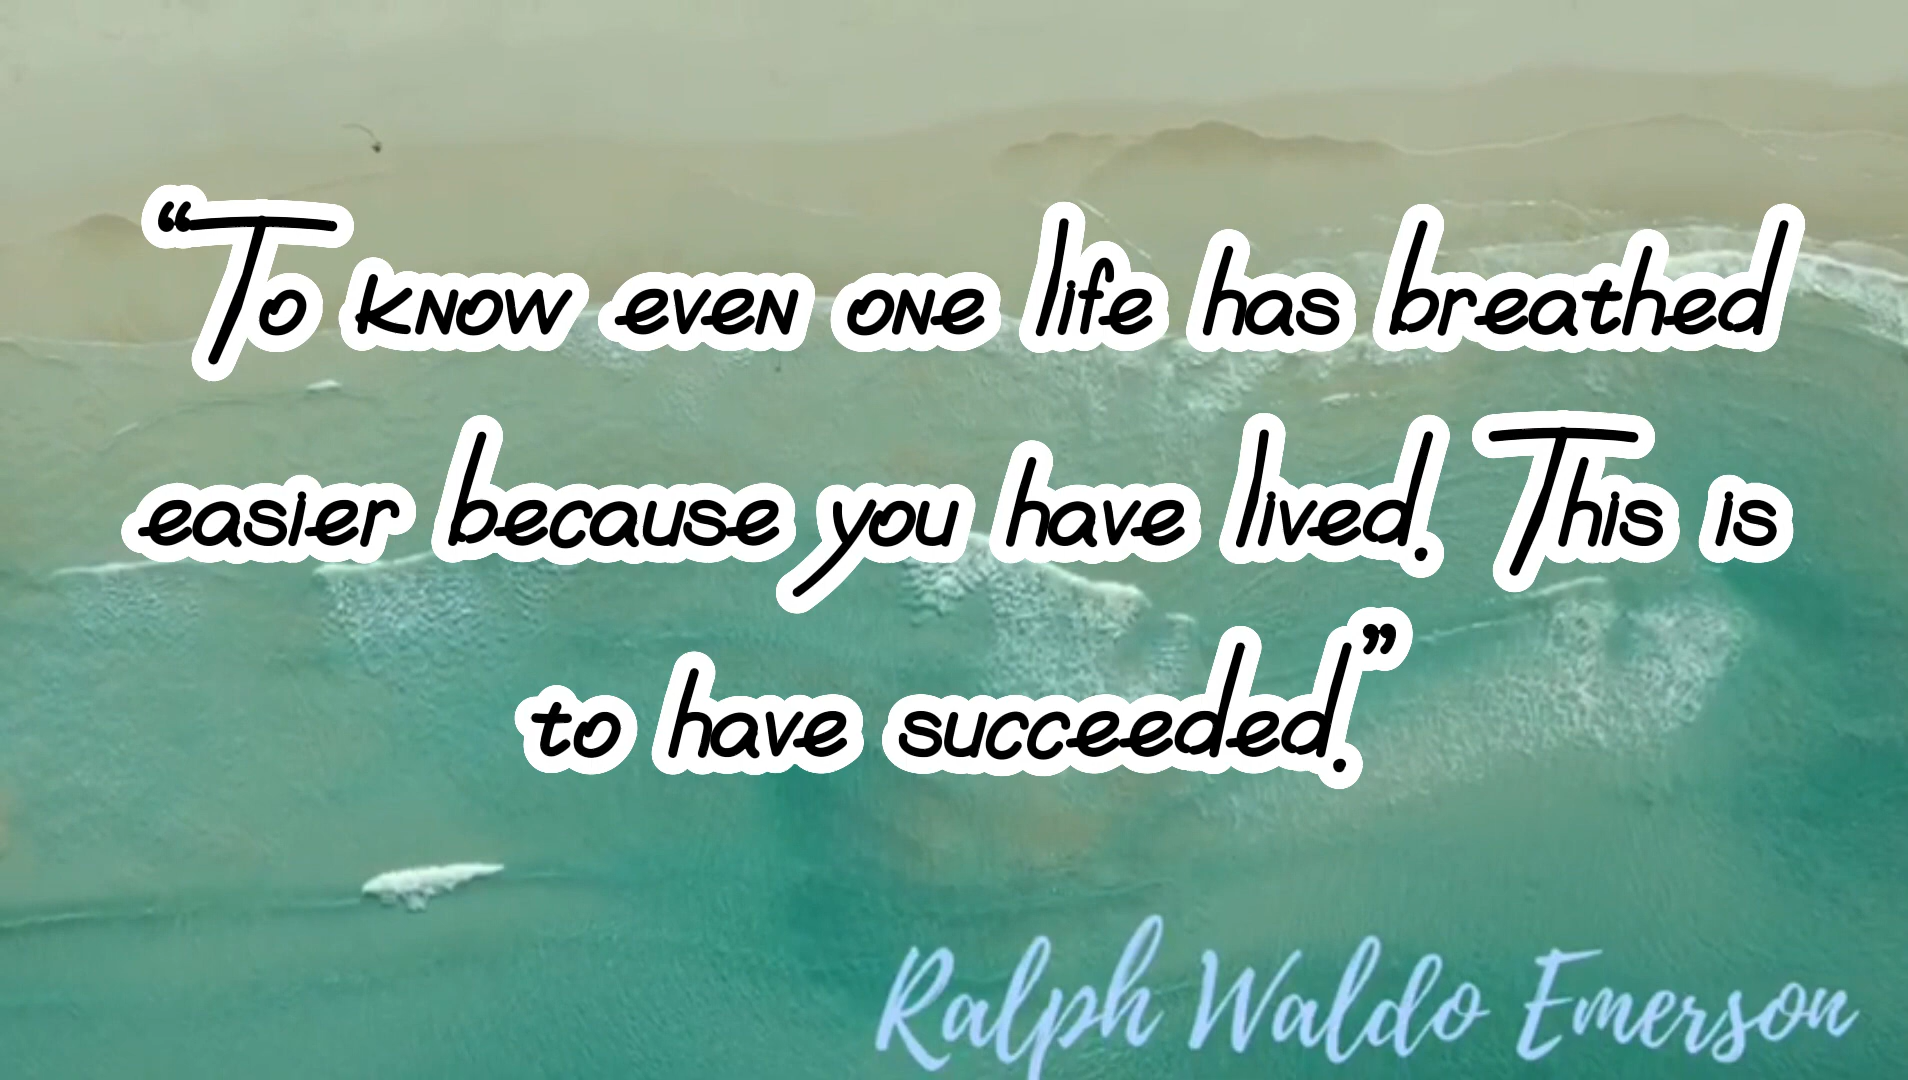 “To know even one life has breathed
easier because you have lived. This is
to have succeeded.”
Ralph Waldo Emerson